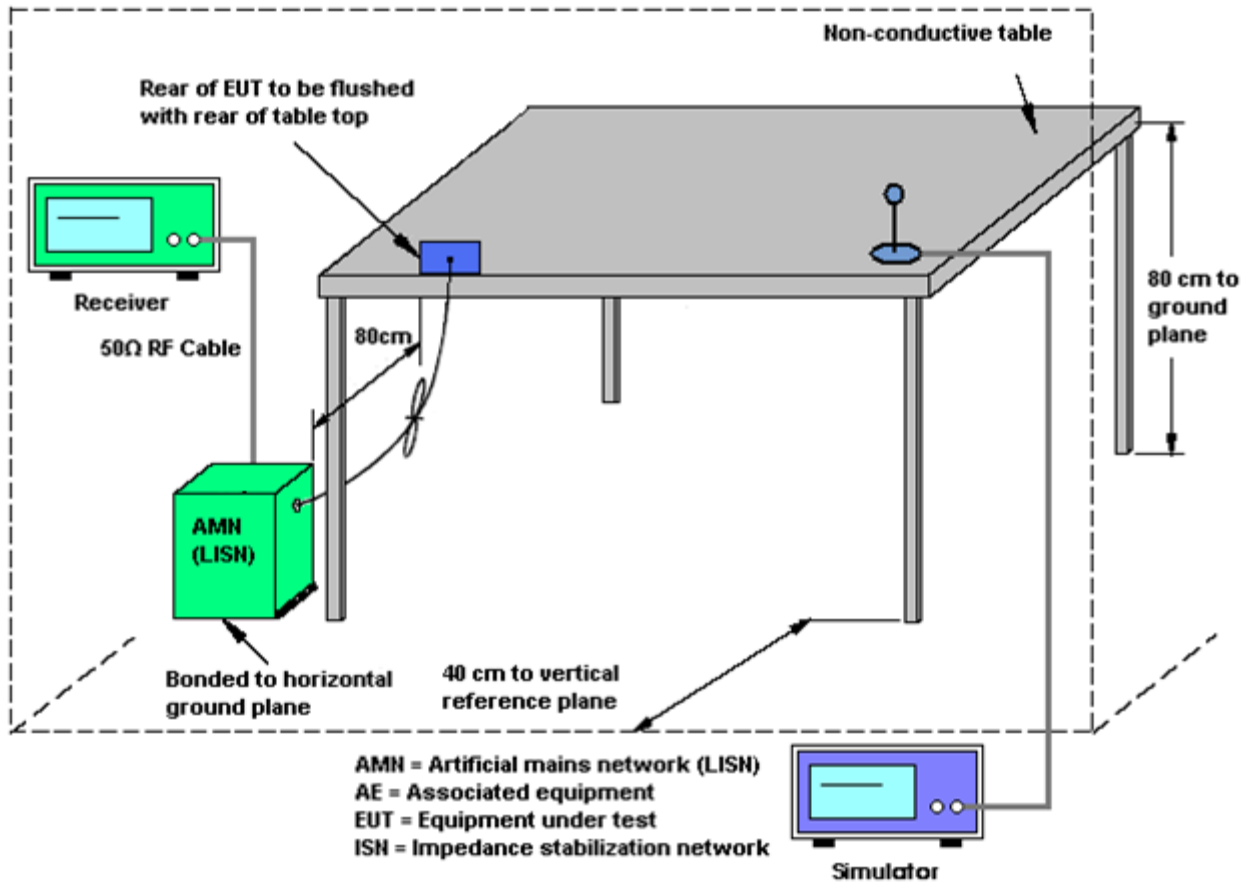 Non-conductive table
Rear of EUT to be flushed
with rear of table top
Receiver
50Ω RF Cable
80cm
80 cm to
ground
plane
AMN
(LISN)
Bonded to horizontal
ground plane
40 cm to vertical
reference plane
AMN = Artificial mains network (LISN)
AE = Associated equipment
EUT = Equipment under test
ISN = Impedance stabilization network
Simulator